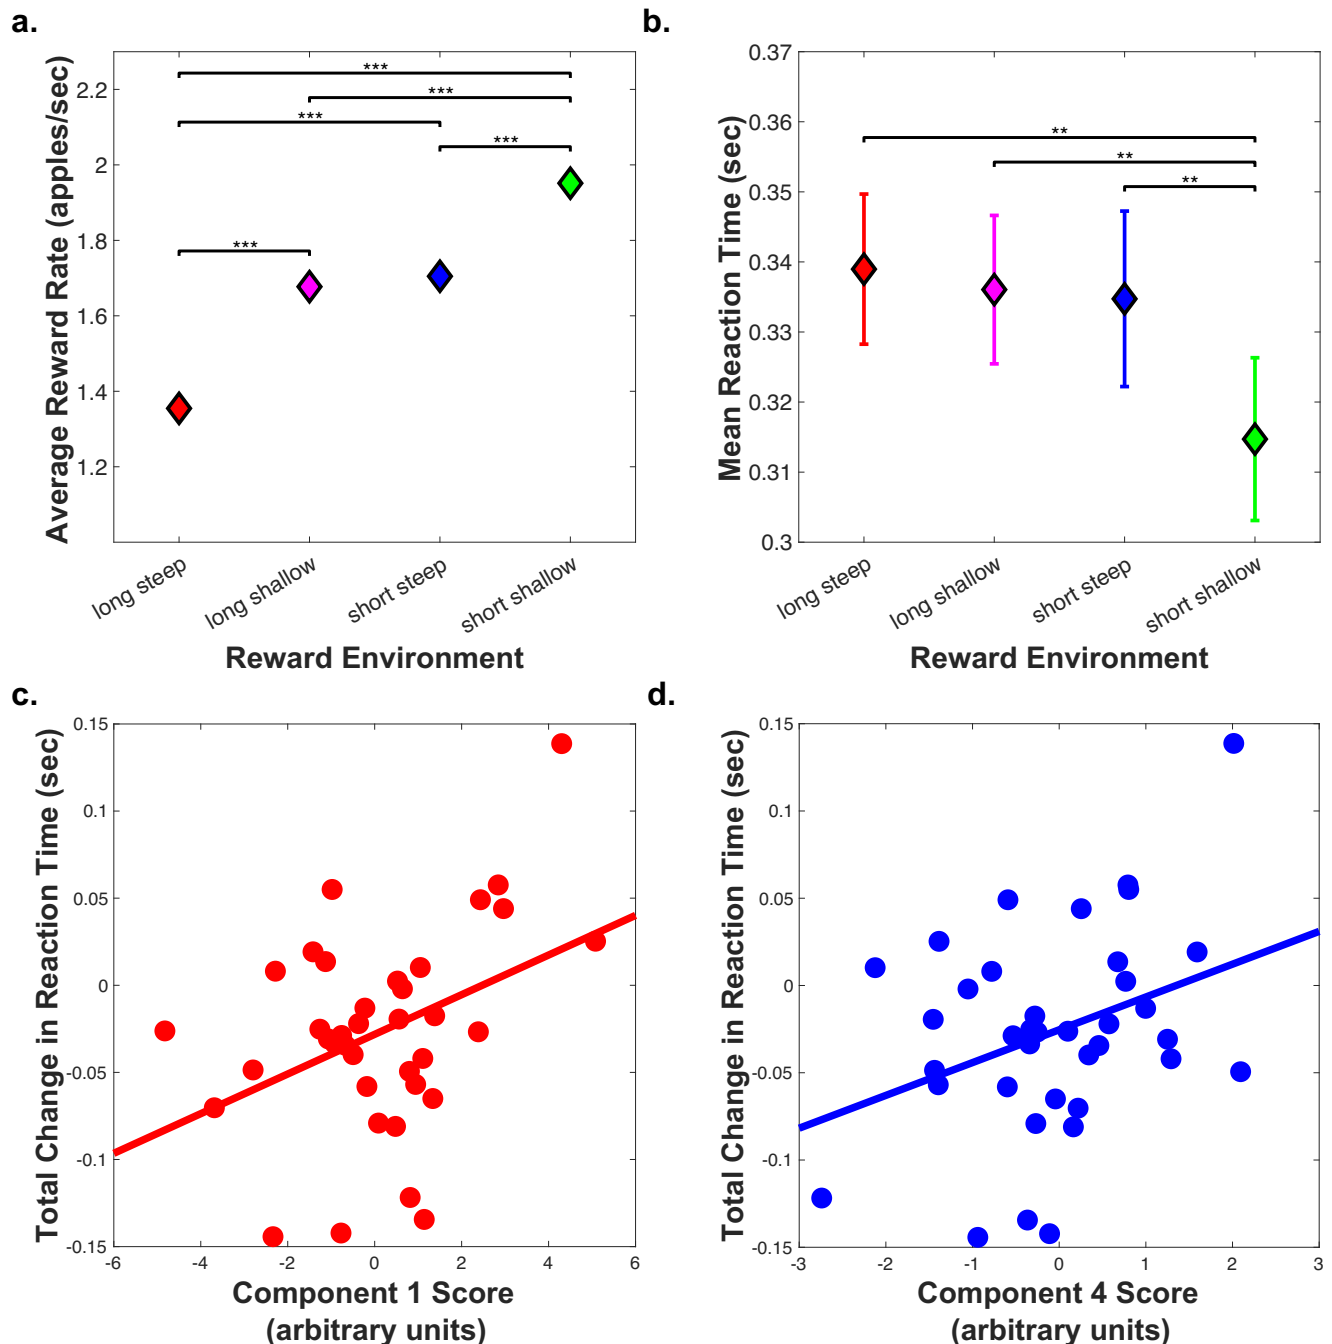 a.
Average Reward Rate (apples/sec)
2.2
2
1.8
1.6
1.4
1.2
***
***
***
***
***
long steep
long shallow
short steep
short shallow
Reward Environment
b.
Mean Reaction Time (sec)
0.37
0.36
0.35
0.34
0.33
0.32
0.31
0.3
**
**
**
long steep
long shallow
short steep
short shallow
Reward Environment
c.
Total Change in Reaction Time (sec)
0.15
0.1
0.05
0
-0.05
-0.1
-0.15
-6
-4
-2
0
2
4
6
Component 1 Score
(arbitrary units)
d.
Total Change in Reaction Time (sec)
0.15
0.1
0.05
0
-0.05
-0.1
-0.15
-3
-2
-1
0
1
2
3
Component 4 Score
(arbitrary units)